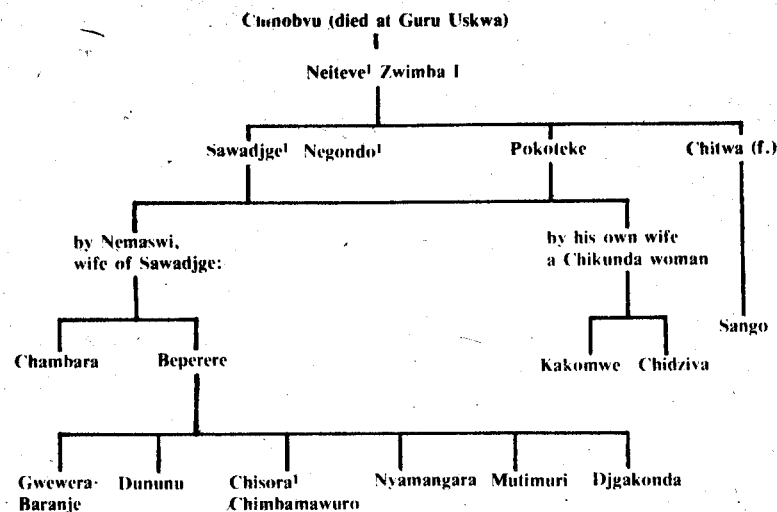 Chinobvu (died at Guru Uskwa)
Neiteve¹ Zwimba I
Sawadjge¹ Negondo¹ Pokoteke Chitwa (f.)
by Nemaswi,
wife of Sawadjge:
by his own wife
a Chikunda woman
Sango
Chambara Beperere Kakomwe Chidziva
Gwewera-
Baranje
Dununu
Chisora¹
Chimbamawuro
Nyamangara
Mutimuri
Djgakonda